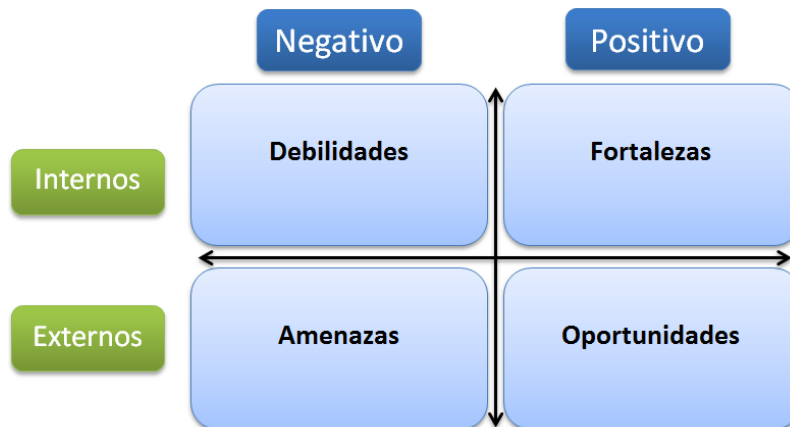 Negativo
Positivo
Internos
Debilidades
Fortalezas
Externos
Amenazas
Oportunidades